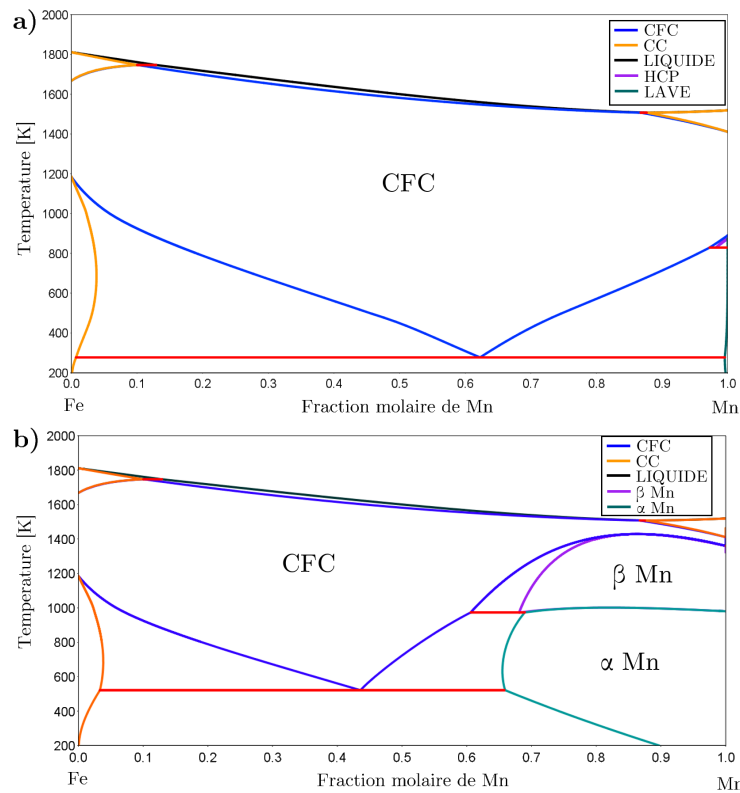 a)
2000
1800
1600
1400
1200
1000
800
600
400
200
Temperature [K]
CFC
CC
LIQUIDE
HCP
LAVE
CFC
0.0
0.1
0.2
0.3
0.4
0.5
0.6
0.7
0.8
0.9
1.0
Fe
Fraction molaire de Mn
Mn
b)
2000
1800
1600
1400
1200
1000
800
600
400
200
Temperature [K]
CFC
CC
LIQUIDE
β Mn
α Mn
CFC
β Mn
α Mn
0.0
0.1
0.2
0.3
0.4
0.5
0.6
0.7
0.8
0.9
1.0
Fe
Fraction molaire de Mn
Mn